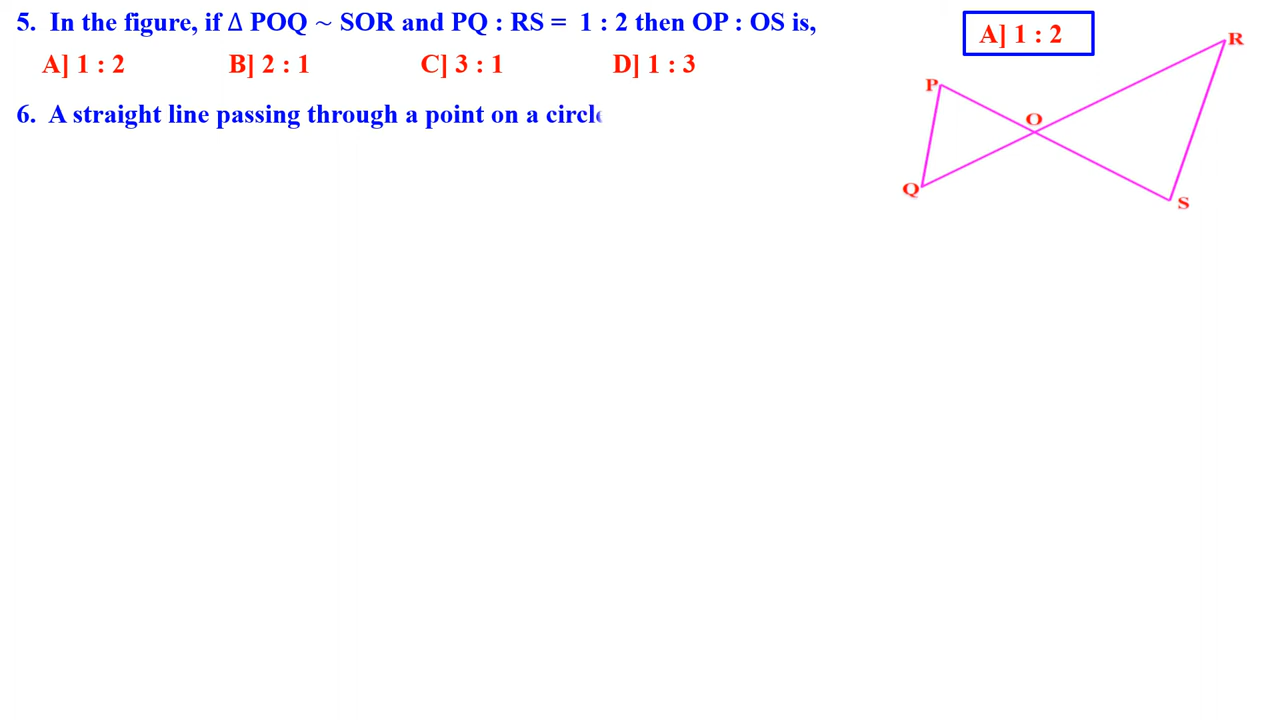 5. In the figure, if Δ POQ ~ SOR and PQ : RS = 1 : 2 then OP : OS is,
A] 1 : 2 B] 2 : 1 C] 3 : 1 D] 1 : 3
6. A straight line passing through a point on a circle
A] 1 : 2
R
P
O
Q
S